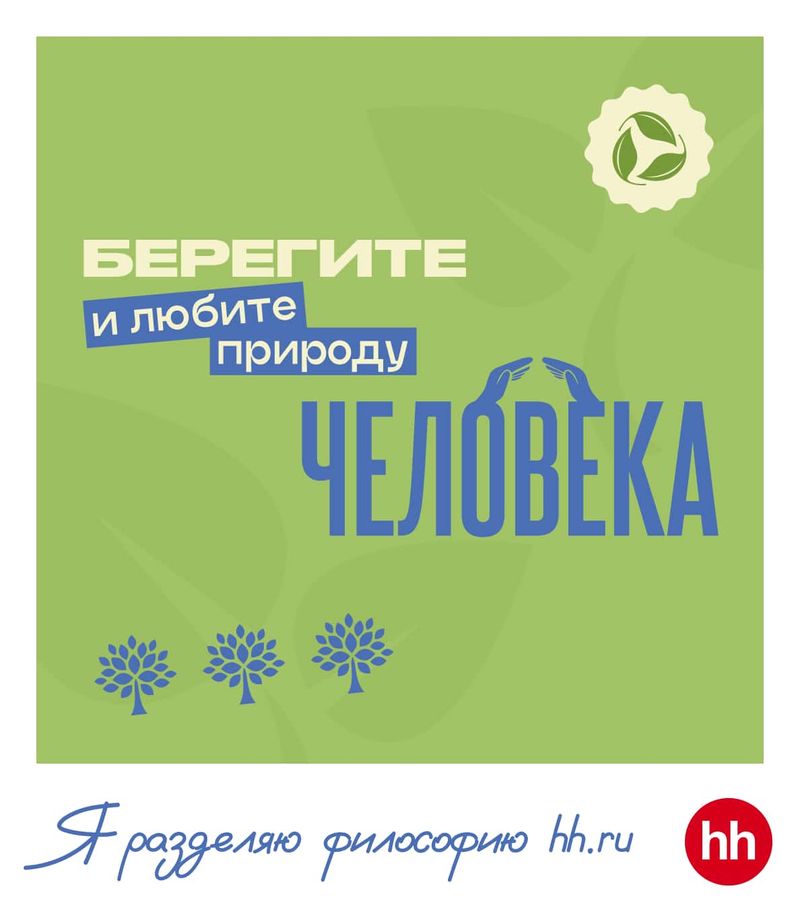 БЕРЕГИТЕ
и любите
природу
ЧЕЛОВЕКА
Я разделяю философию hh.ru
hh